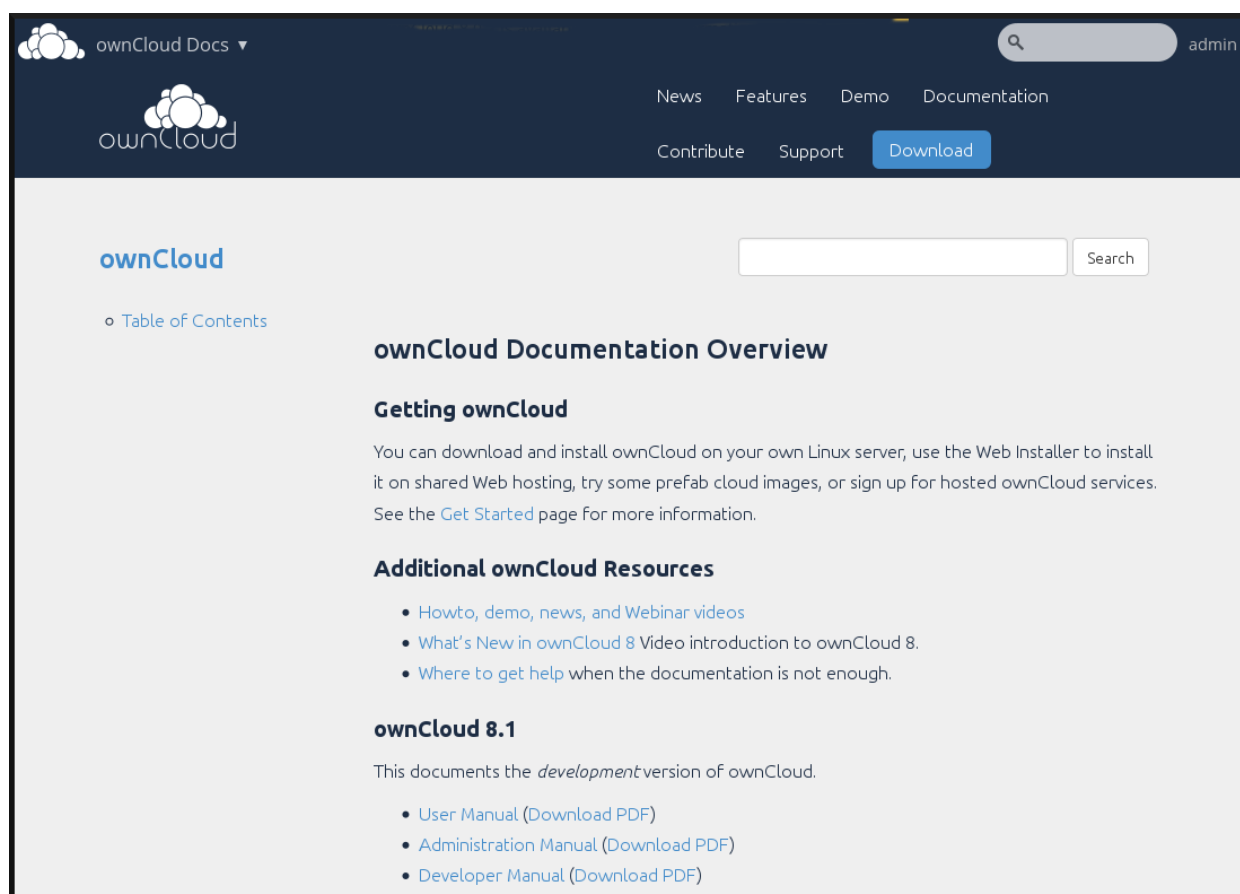 ownCloud Docs ▼
admin
ownCloud
News Features Demo Documentation
Contribute Support Download
ownCloud
Search
Table of Contents
ownCloud Documentation Overview
Getting ownCloud
You can download and install ownCloud on your own Linux server, use the Web Installer to install
it on shared Web hosting, try some prefab cloud images, or sign up for hosted ownCloud services.
See the Get Started page for more information.
Additional ownCloud Resources
• Howto, demo, news, and Webinar videos
• What's New in ownCloud 8 Video introduction to ownCloud 8.
• Where to get help when the documentation is not enough.
ownCloud 8.1
This documents the development version of ownCloud.
• User Manual (Download PDF)
• Administration Manual (Download PDF)
• Developer Manual (Download PDF)